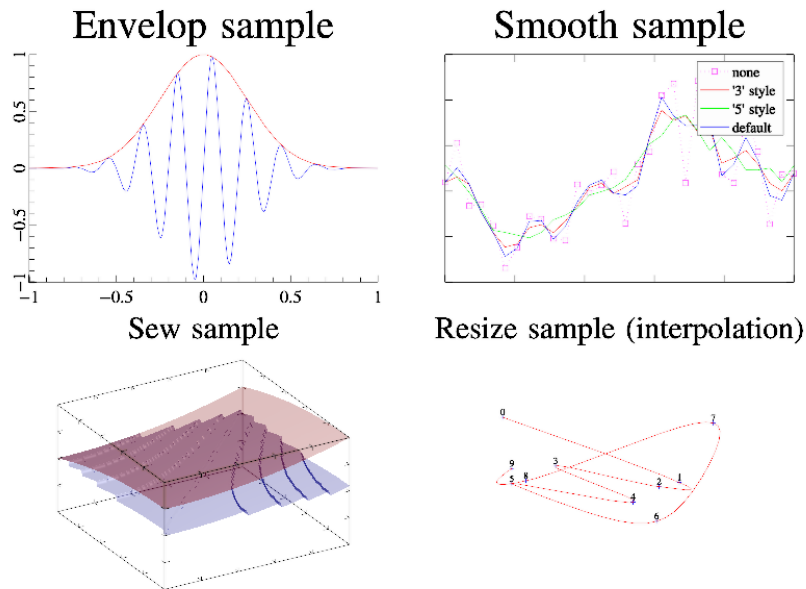 Envelop sample
1
0.5
0
−0.5
−1
−1
−0.5
0
0.5
1
Smooth sample
none
'3' style
'5' style
default
Sew sample
Resize sample (interpolation)
0
7
9
3
5
8
2
1
4
6